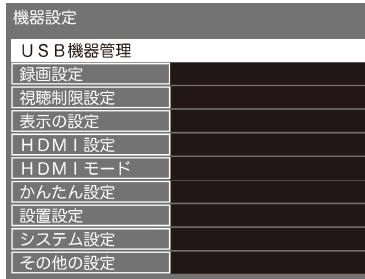 機器設定
ＵＳＢ機器管理
録画設定
視聴制限設定
表示の設定
ＨＤＭＩ設定
ＨＤＭＩモード
かんたん設定
設置設定
システム設定
その他の設定